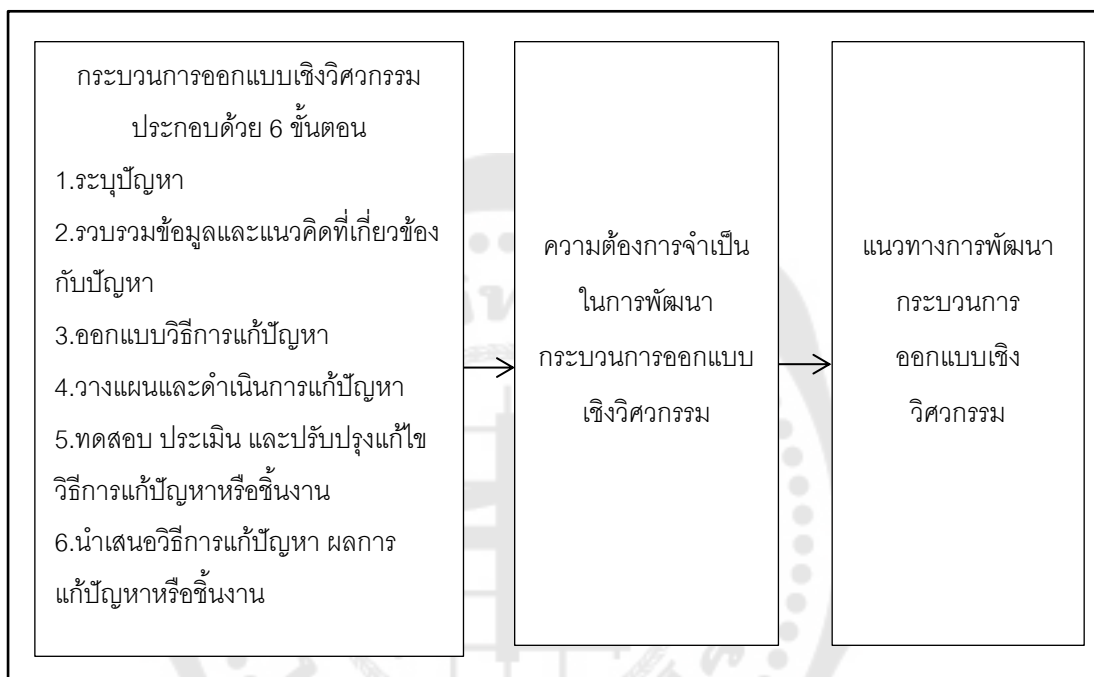 กระบวนการออกแบบเชิงวิศวกรรม
ประกอบด้วย 6 ขั้นตอน
1.ระบุปัญหา
2.รวบรวมข้อมูลและแนวคิดที่เกี่ยวข้อง
กับปัญหา
3.ออกแบบวิธีการแก้ปัญหา
4.วางแผนและดำเนินการแก้ปัญหา
5.ทดสอบ ประเมิน และปรับปรุงแก้ไข
วิธีการแก้ปัญหาหรือชิ้นงาน
6.นำเสนอวิธีการแก้ปัญหา ผลการ
แก้ปัญหาหรือชิ้นงาน
ความต้องการจำเป็น
ในการพัฒนา
กระบวนการออกแบบ
เชิงวิศวกรรม
แนวทางการพัฒนา
กระบวนการ
ออกแบบเชิง
วิศวกรรม